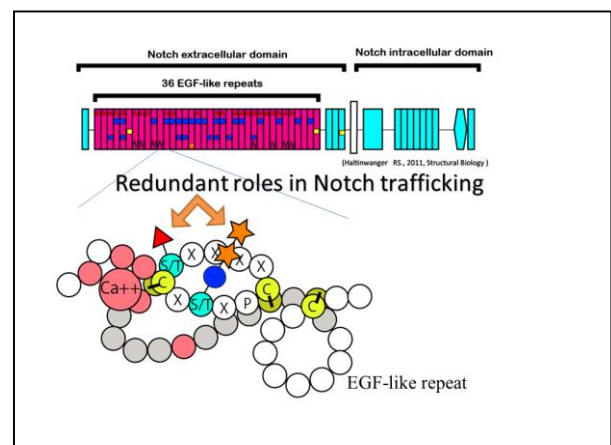 Notch extracellular domain Notch intracellular domain
36 EGF-like repeats
(Haltinwanger RS., 2011, Structural Biology )
Redundant roles in Notch trafficking
S/T X X X X
Ca++ C X S/T X X P C C
EGF-like repeat